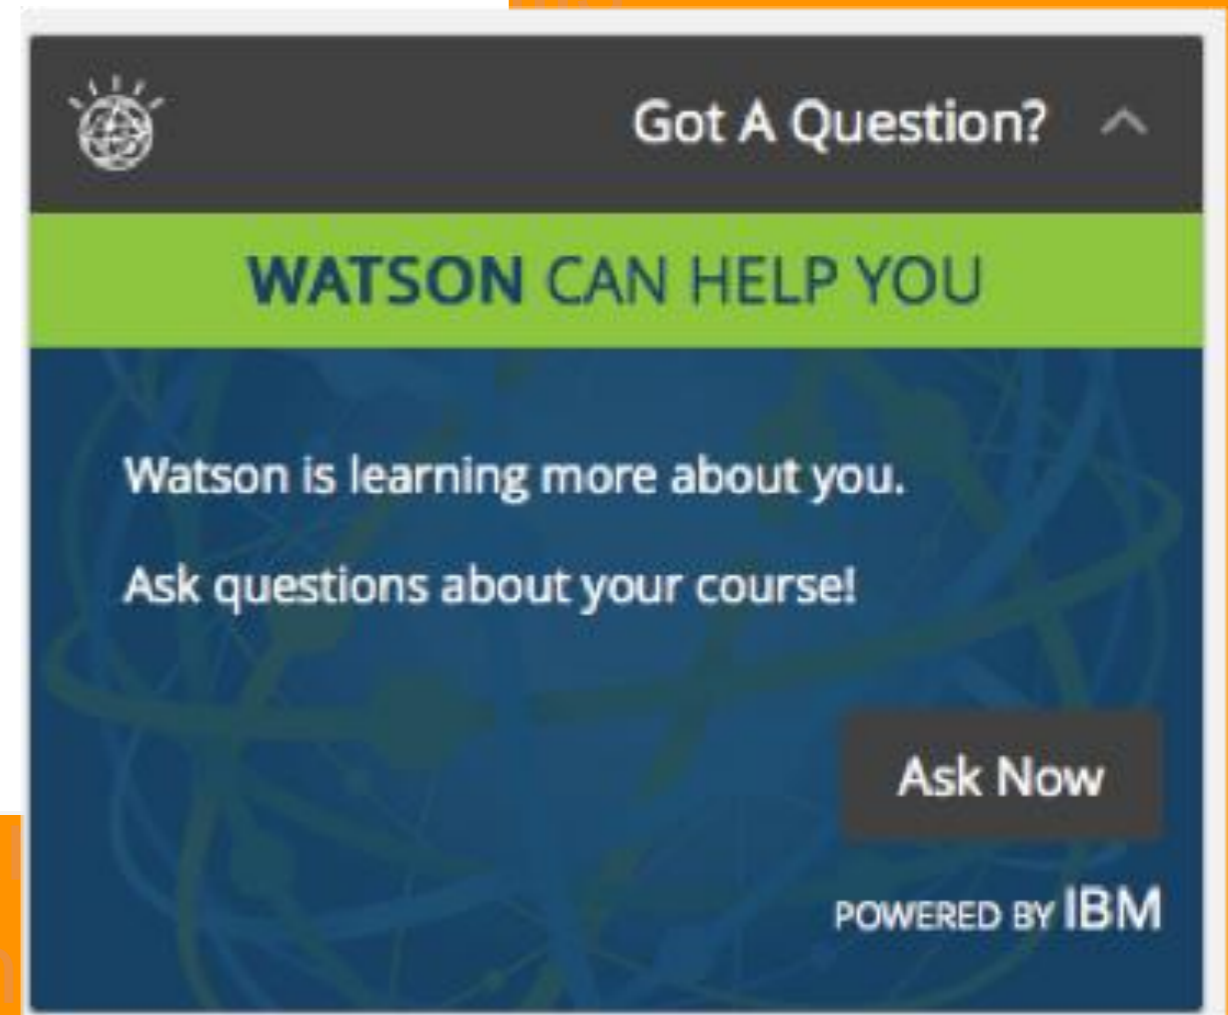 Got A Question?
WATSON CAN HELP YOU
Watson is learning more about you.
Ask questions about your course!
Ask Now
POWERED BY IBM